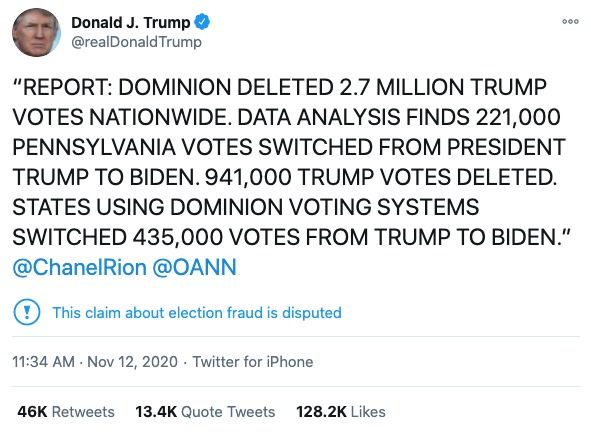 Donald J. Trump
@realDonaldTrump
“REPORT: DOMINION DELETED 2.7 MILLION TRUMP
VOTES NATIONWIDE. DATA ANALYSIS FINDS 221,000
PENNSYLVANIA VOTES SWITCHED FROM PRESIDENT
TRUMP TO BIDEN. 941,000 TRUMP VOTES DELETED.
STATES USING DOMINION VOTING SYSTEMS
SWITCHED 435,000 VOTES FROM TRUMP TO BIDEN.”
@ChanelRion @OANN
This claim about election fraud is disputed
11:34 AM · Nov 12, 2020 · Twitter for iPhone
46K Retweets 13.4K Quote Tweets 128.2K Likes